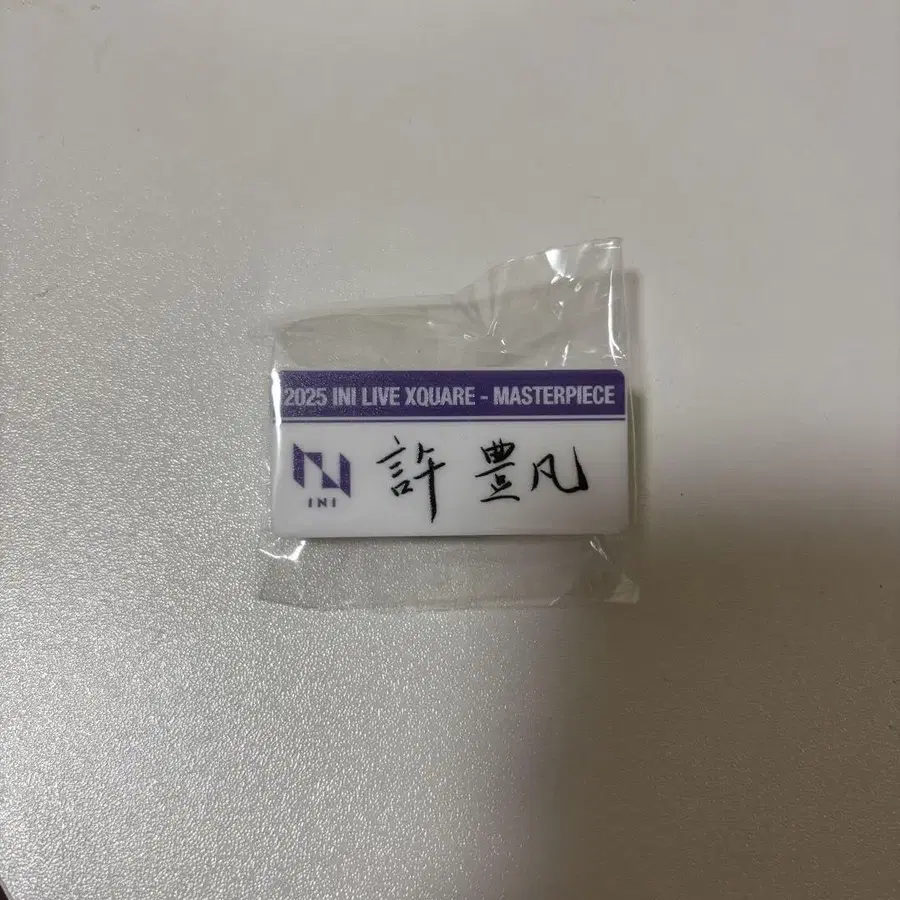 2025 INI LIVE XQUARE - MASTERPIECE
許 豊凡
INI